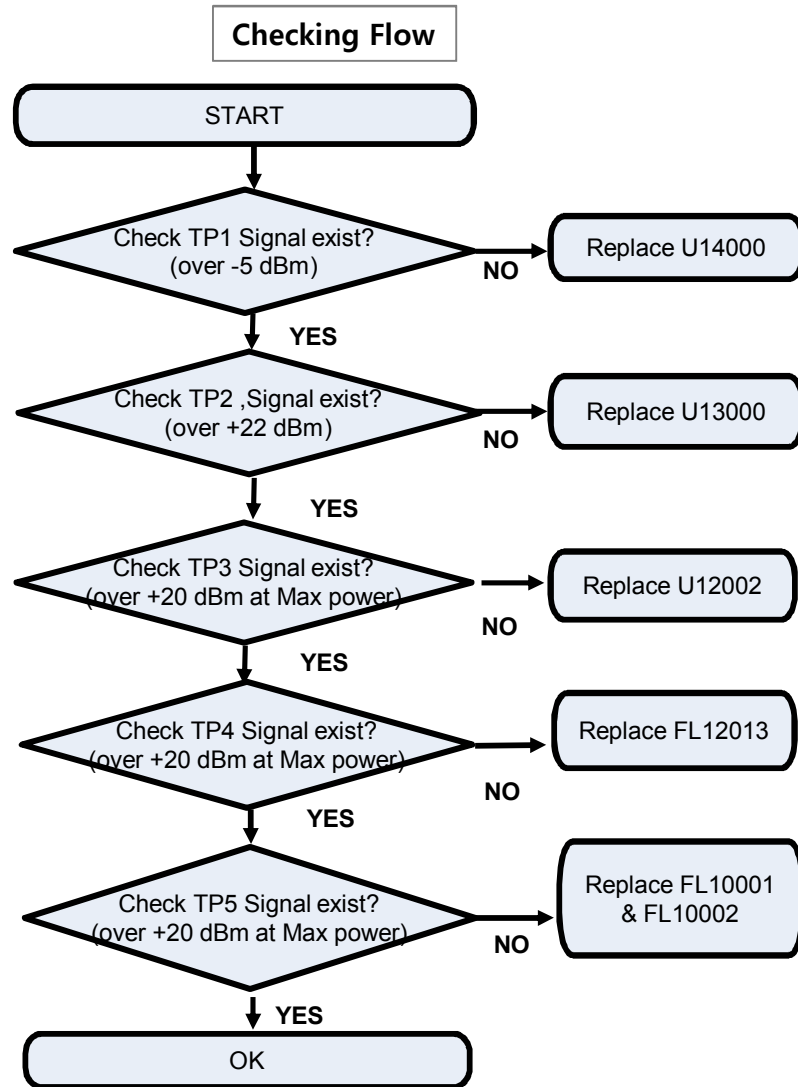 Checking Flow
START
Check TP1 Signal exist?
(over -5 dBm)
NO
Replace U14000
YES
Check TP2 ,Signal exist?
(over +22 dBm)
NO
Replace U13000
YES
Check TP3 Signal exist?
(over +20 dBm at Max power)
NO
Replace U12002
YES
Check TP4 Signal exist?
(over +20 dBm at Max power)
NO
Replace FL12013
YES
Check TP5 Signal exist?
(over +20 dBm at Max power)
NO
Replace FL10001
& FL10002
YES
OK